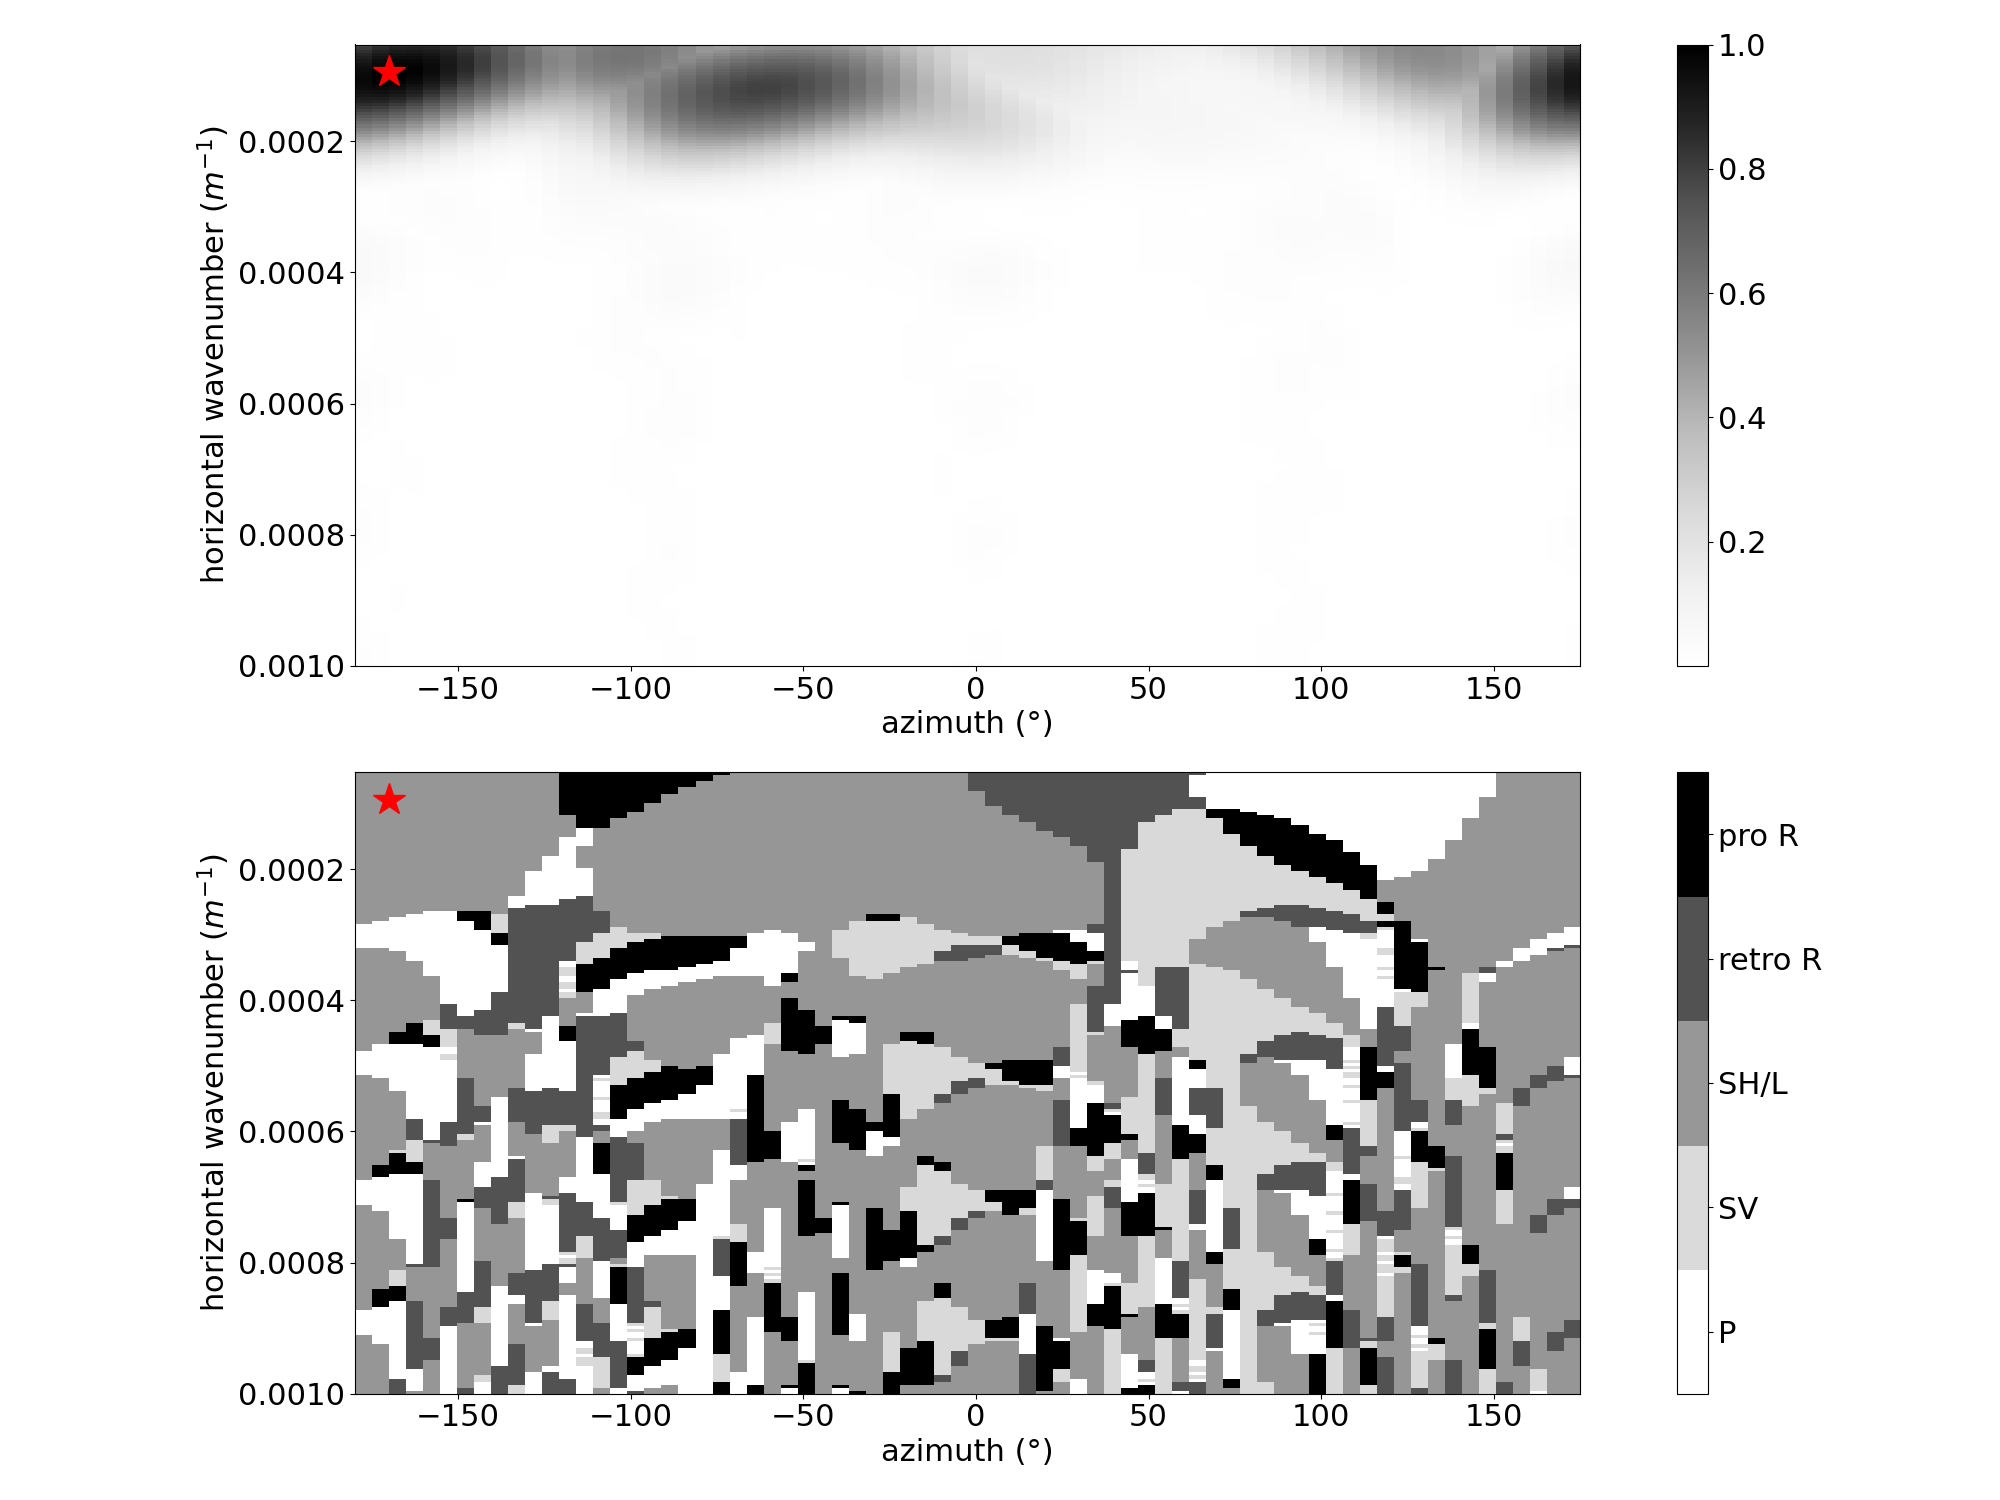 horizontal wavenumber (m⁻¹)
0.0002
0.0004
0.0006
0.0008
0.0010
−150 −100 −50 0 50 100 150
azimuth (°)
1.0
0.8
0.6
0.4
0.2
horizontal wavenumber (m⁻¹)
0.0002
0.0004
0.0006
0.0008
0.0010
−150 −100 −50 0 50 100 150
azimuth (°)
pro R
retro R
SH/L
SV
P